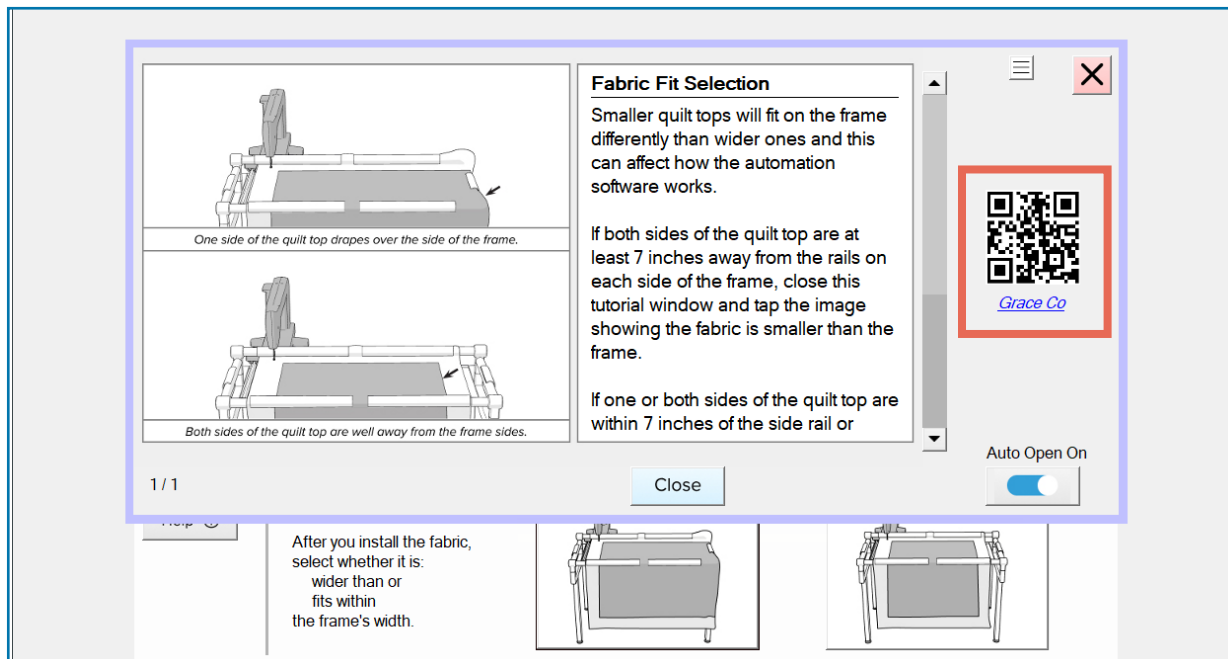 One side of the quilt top drapes over the side of the frame.
Both sides of the quilt top are well away from the frame sides.
Fabric Fit Selection
Smaller quilt tops will fit on the frame
differently than wider ones and this
can affect how the automation
software works.
If both sides of the quilt top are at
least 7 inches away from the rails on
each side of the frame, close this
tutorial window and tap the image
showing the fabric is smaller than the
frame.
If one or both sides of the quilt top are
within 7 inches of the side rail or
Grace Co
Auto Open On
1 / 1
Close
Help
After you install the fabric,
select whether it is:
wider than or
fits within
the frame's width.